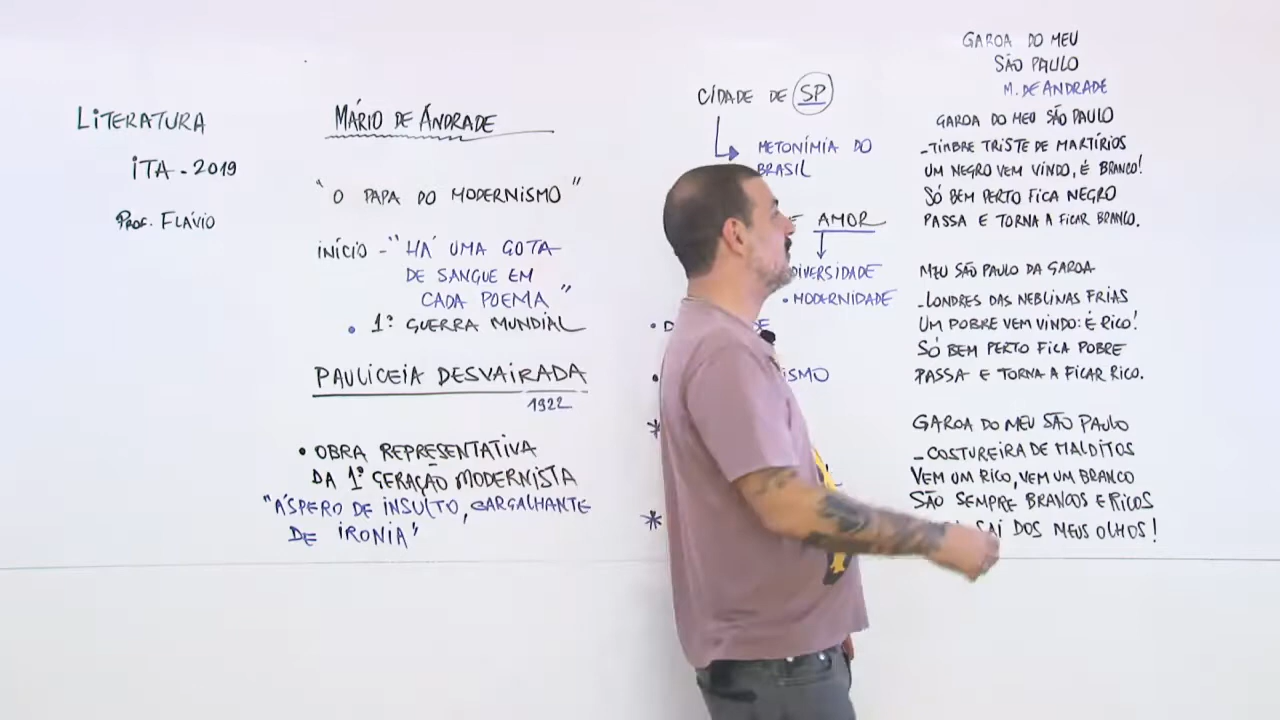 LITERATURA
ITA - 2019
PROF. FLÁVIO
MÁRIO DE ANDRADE
"O PAPA DO MODERNISMO"
INÍCIO - "HÁ UMA GOTA
DE SANGUE EM
CADA POEMA"
• 1ª GUERRA MUNDIAL
PAULICEIA DESVAIRADA
1922
• OBRA REPRESENTATIVA
DA 1ª GERAÇÃO MODERNISTA
"ÁSPERO DE INSULTO, GARGALHANTE
DE IRONIA"
CIDADE DE SP
METONÍMIA DO
BRASIL
AMOR
DIVERSIDADE
• MODERNIDADE
GAROA DO MEU
SÃO PAULO
M. DE ANDRADE
GAROA DO MEU SÃO PAULO
_TIMBRE TRISTE DE MARTÍRIOS
UM NEGRO VEM VINDO, É BRANCO!
SÓ BEM PERTO FICA NEGRO
PASSA E TORNA A FICAR BRANCO.
MEU SÃO PAULO DA GAROA
_LONDRES DAS NEBLINAS FRIAS
UM POBRE VEM VINDO: É RICO!
SÓ BEM PERTO FICA POBRE
PASSA E TORNA A FICAR RICO.
GAROA DO MEU SÃO PAULO
_COSTUREIRA DE MALDITOS
VEM UM RICO, VEM UM BRANCO
SÃO SEMPRE BRANCOS E RICOS
SAI DOS MEUS OLHOS!